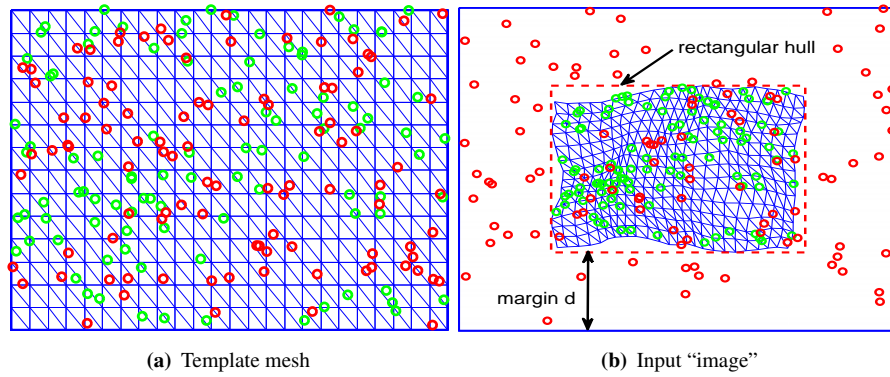 rectangular hull
margin d
(a) Template mesh
(b) Input “image”